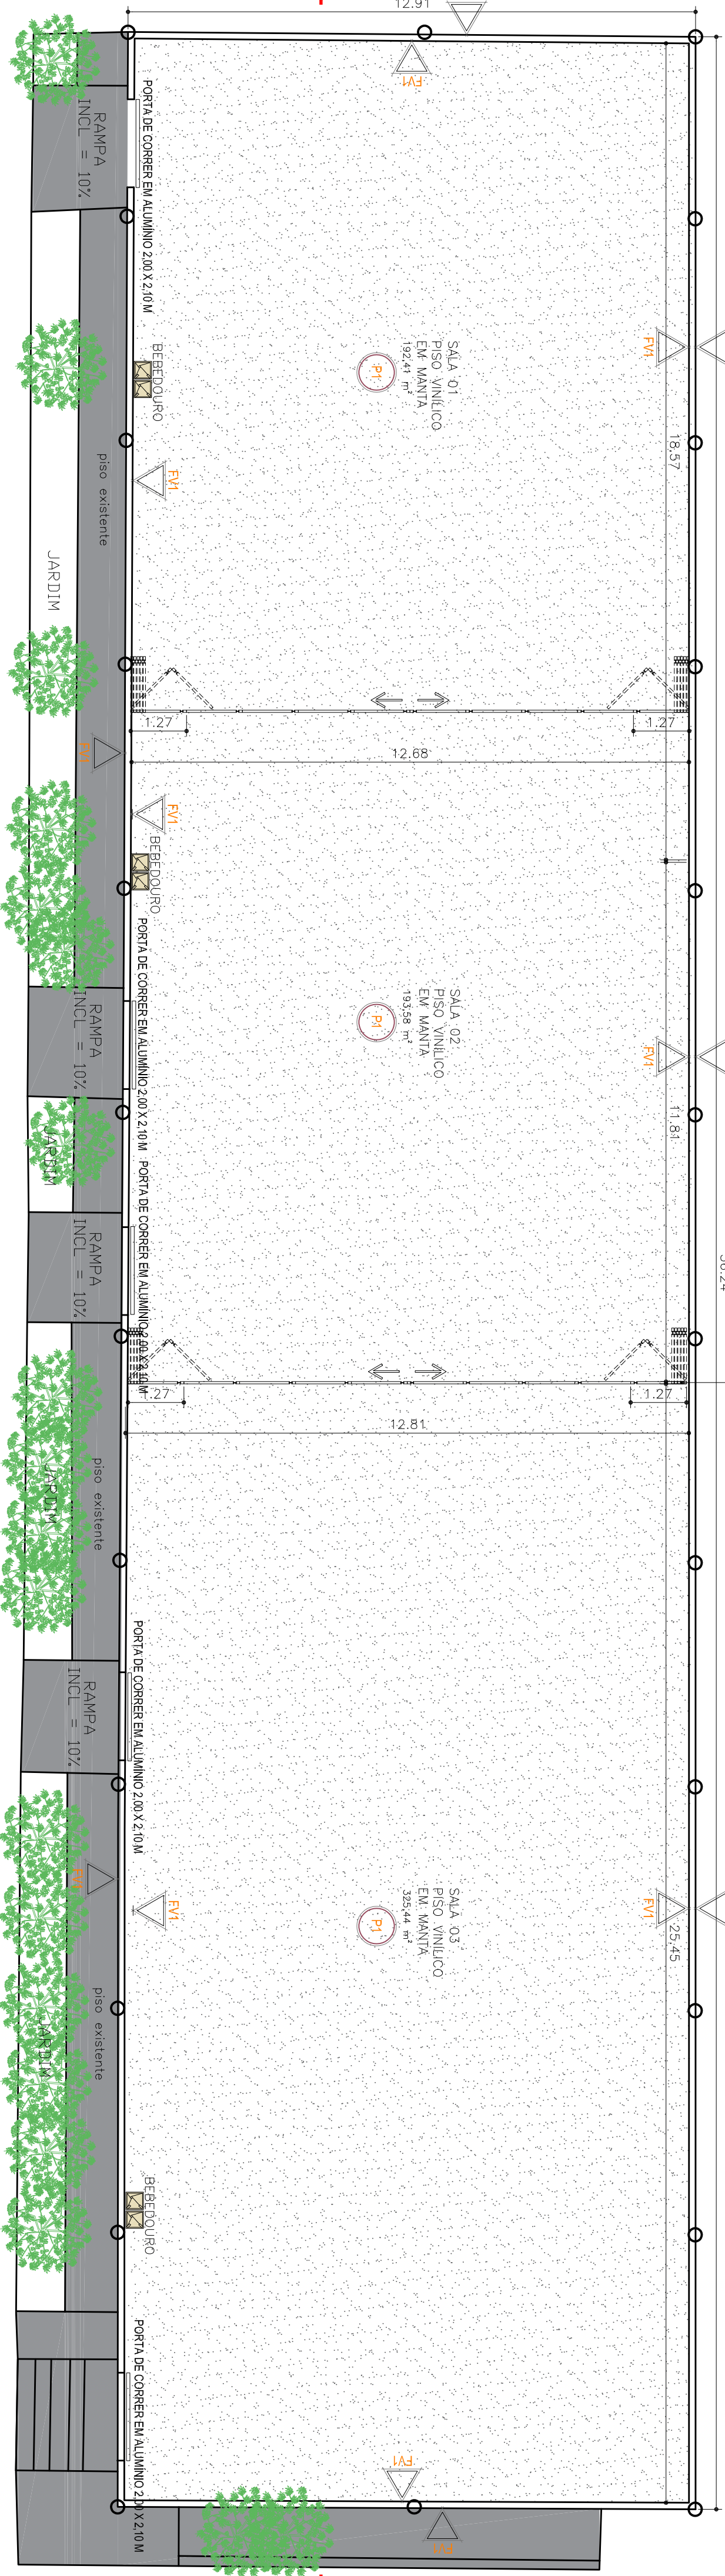 12.91
FV1
RAMPA
INCL = 10%
PORTA DE CORRER EM ALUMÍNIO 2,00 X 2,10 M
BEBEDOURO
SALA 01
PISO VINÍLICO
EM MANTA
192,41 m²
P1
FV1
18,57
FV1
piso existente
JARDIM
1.27
1.27
12.68
FV1
FV1
BEBEDOURO
PORTA DE CORRER EM ALUMÍNIO 2,00 X 2,10 M
SALA 02
PISO VINÍLICO
EM MANTA
193,58 m²
P1
FV1
11,81
RAMPA
INCL = 10%
JARDIM
PORTA DE CORRER EM ALUMÍNIO 2,00 X 2,10 M
RAMPA
INCL = 10%
1.27
1.27
12.81
piso existente
JARDIM
PORTA DE CORRER EM ALUMÍNIO 2,00 X 2,10 M
RAMPA
INCL = 10%
SALA 03
PISO VINÍLICO
EM MANTA
325,44 m²
P1
FV1
25,45
FV1
FV1
piso existente
JARDIM
BEBEDOURO
PORTA DE CORRER EM ALUMÍNIO 2,00 X 2,10 M
FV1
FV1